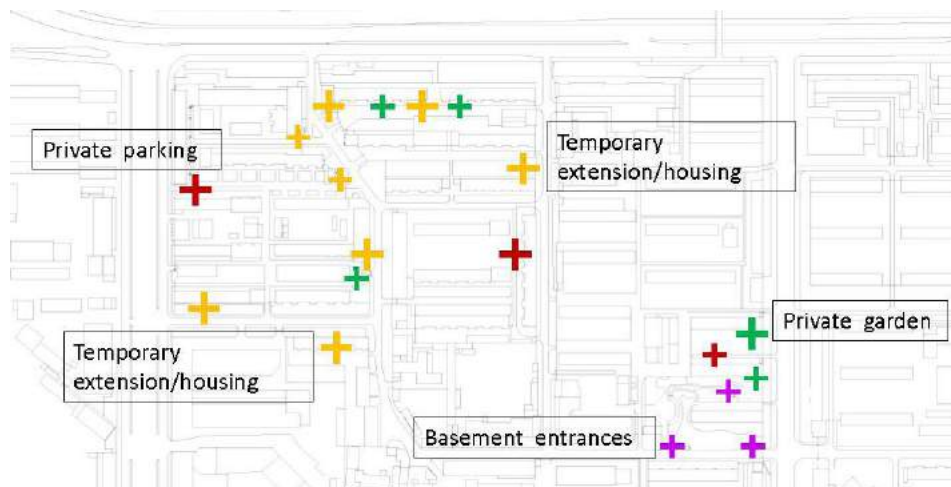 Private parking
Temporary
extension/housing
Private garden
Temporary
extension/housing
Basement entrances